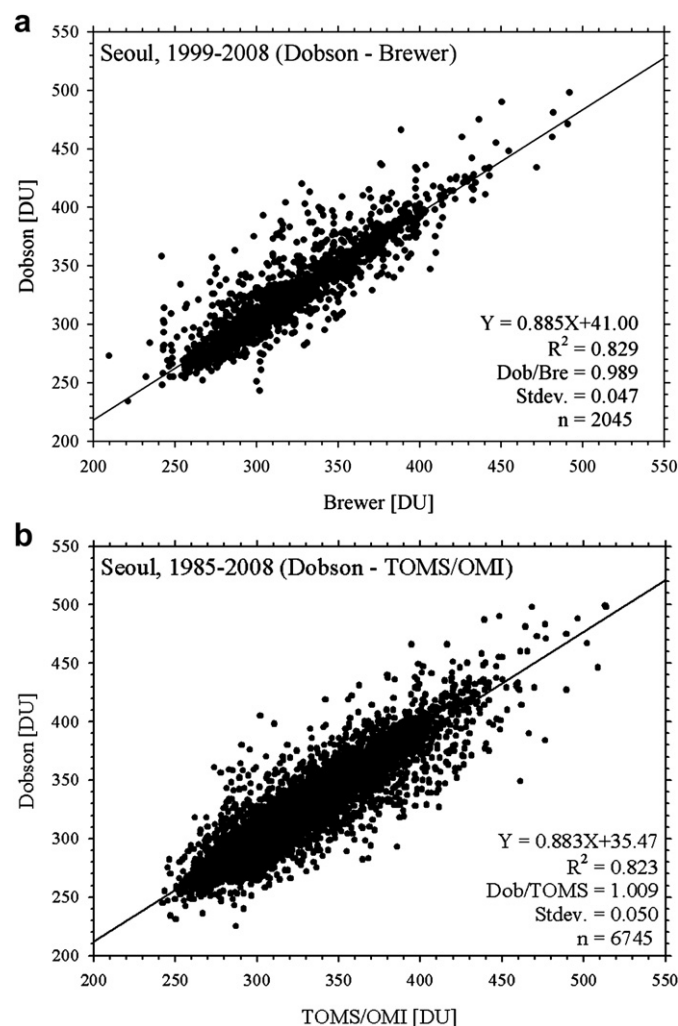 a
Seoul, 1999-2008 (Dobson - Brewer)
550
500
450
400
350
300
250
200
Dobson [DU]
Y = 0.885X+41.00
R² = 0.829
Dob/Bre = 0.989
Stdev. = 0.047
n = 2045
200 250 300 350 400 450 500 550
Brewer [DU]
b
Seoul, 1985-2008 (Dobson - TOMS/OMI)
550
500
450
400
350
300
250
200
Dobson [DU]
Y = 0.883X+35.47
R² = 0.823
Dob/TOMS = 1.009
Stdev. = 0.050
n = 6745
200 250 300 350 400 450 500 550
TOMS/OMI [DU]